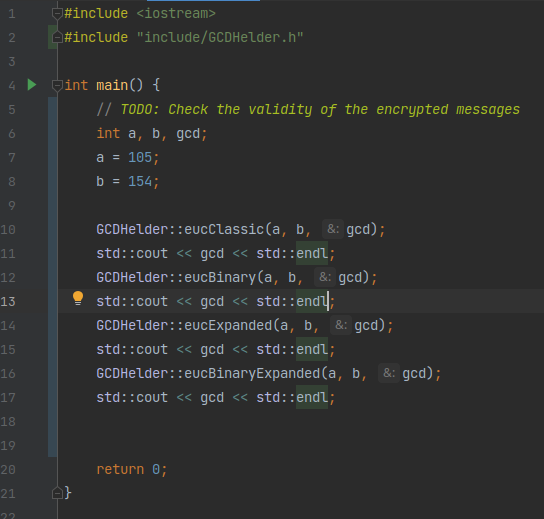 1 #include <iostream>
2 #include "include/GCDHelder.h"
3
4 int main() {
5 // TODO: Check the validity of the encrypted messages
6 int a, b, gcd;
7 a = 105;
8 b = 154;
9
10 GCDHelder::eucClassic(a, b, &: gcd);
11 std::cout << gcd << std::endl;
12 GCDHelder::eucBinary(a, b, &: gcd);
13 std::cout << gcd << std::endl;
14 GCDHelder::eucExpanded(a, b, &: gcd);
15 std::cout << gcd << std::endl;
16 GCDHelder::eucBinaryExpanded(a, b, &: gcd);
17 std::cout << gcd << std::endl;
18
19
20 return 0;
21 }
22